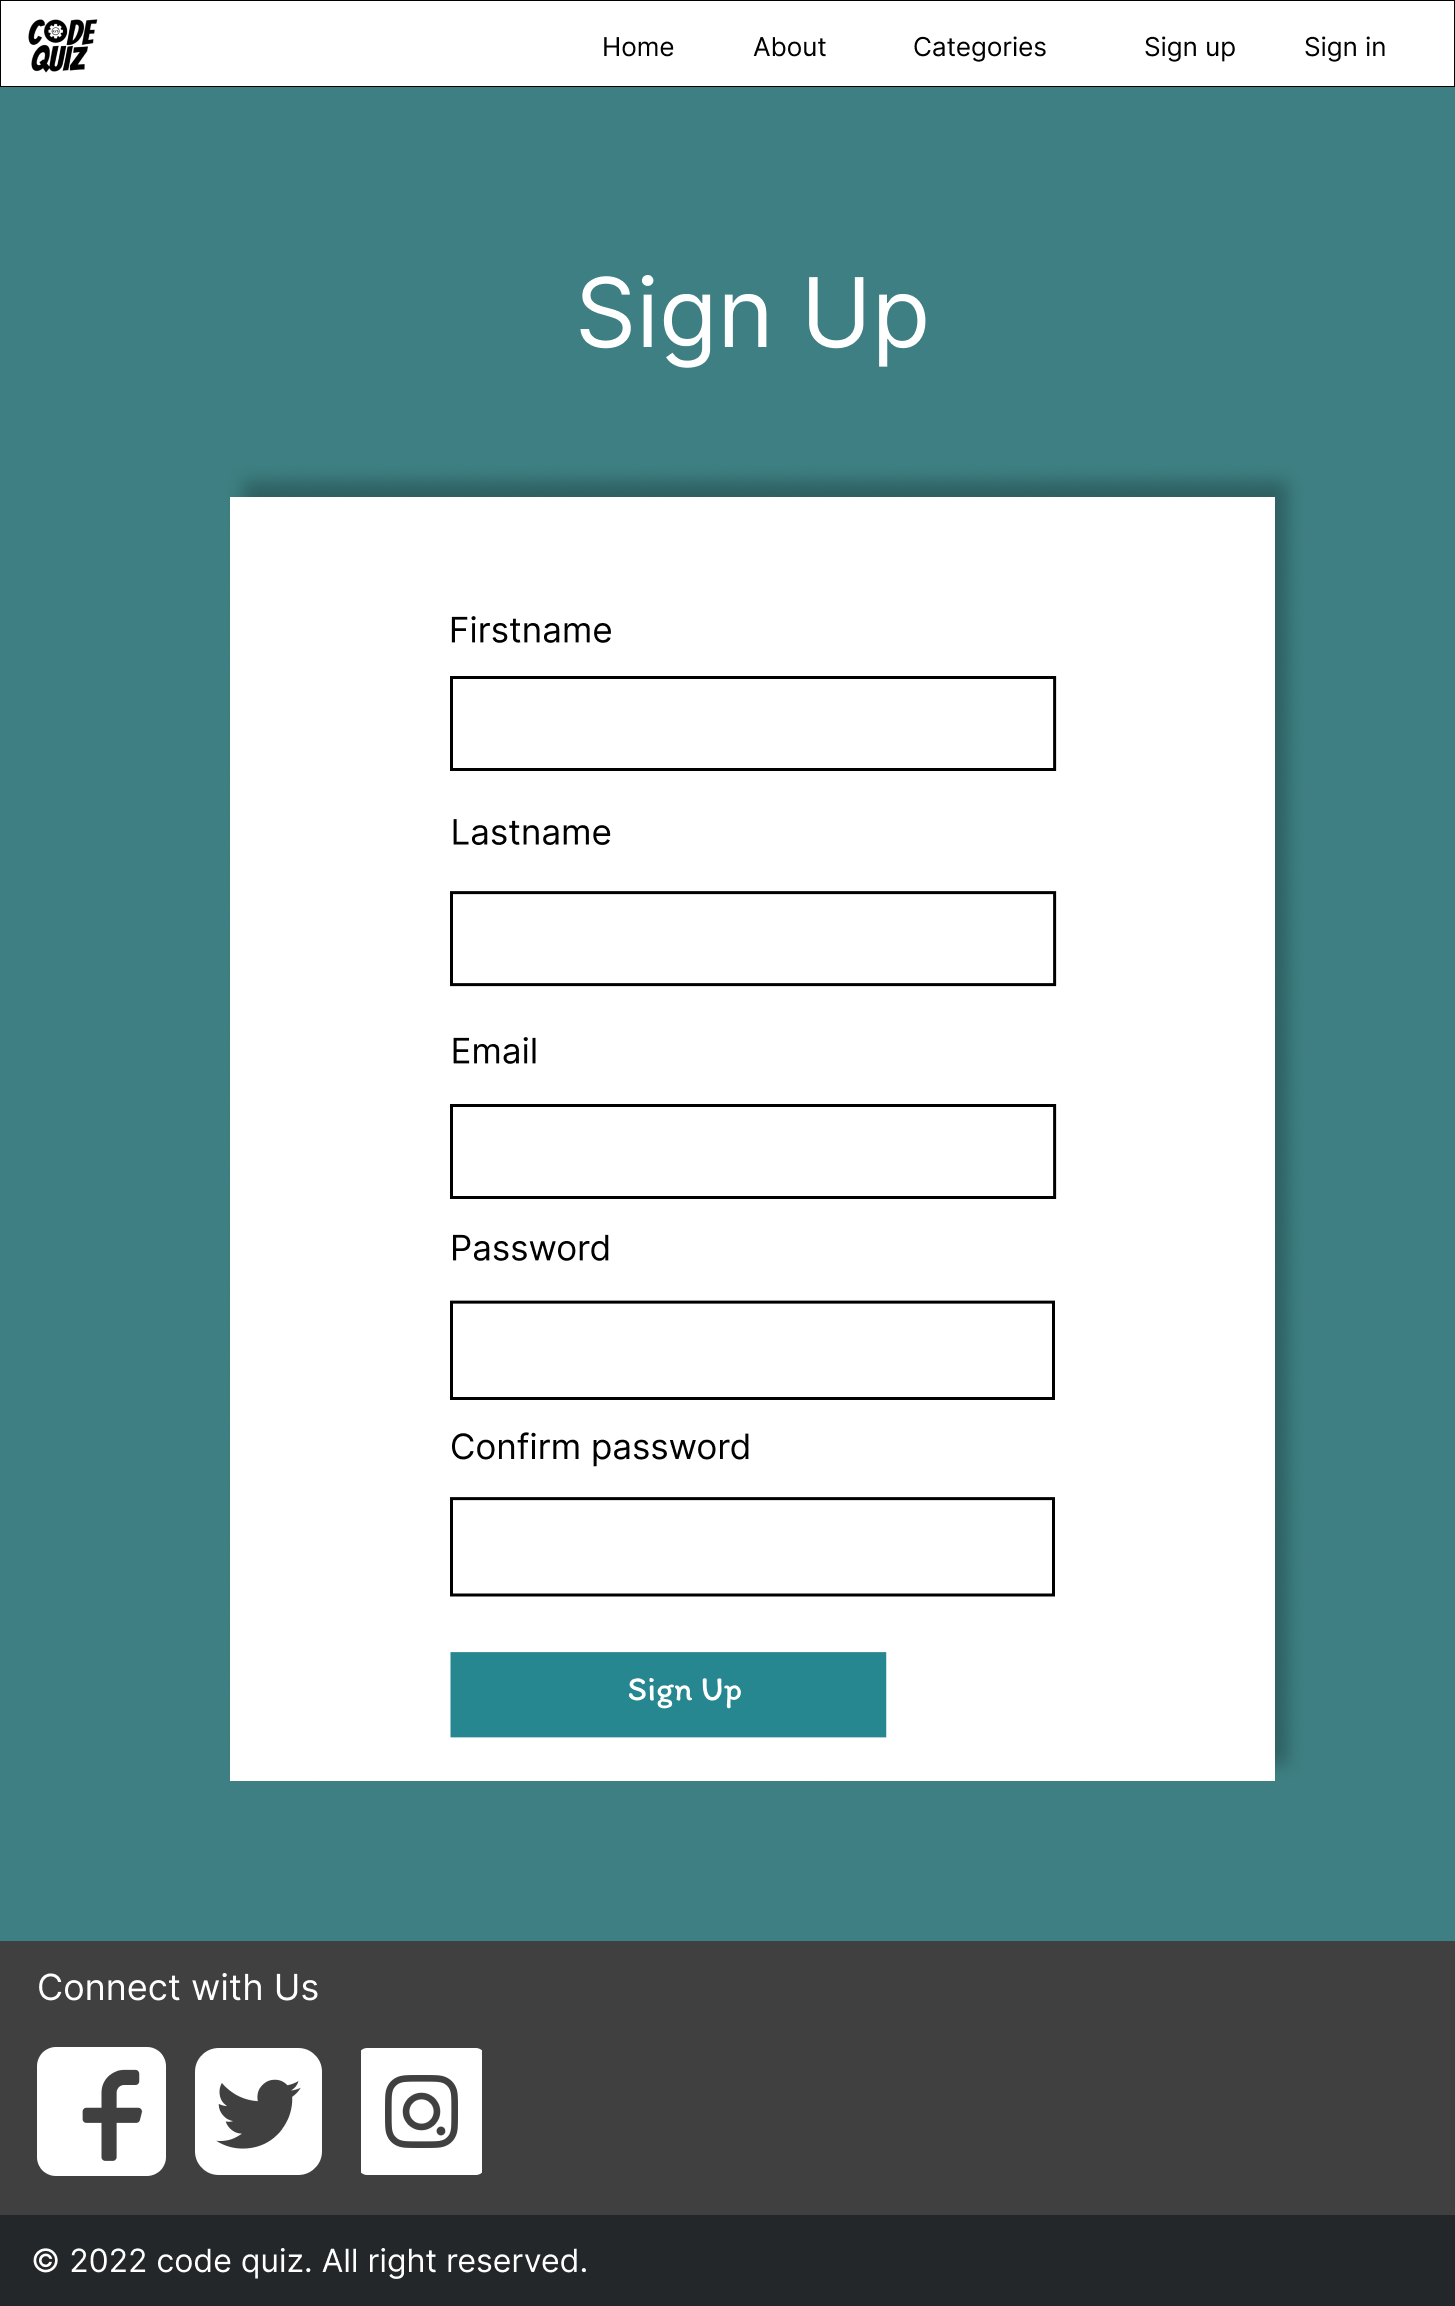 CODE
QUIZ
Home About Categories Sign up Sign in
Sign Up
Firstname
Lastname
Email
Password
Confirm password
Sign Up
Connect with Us
© 2022 code quiz. All right reserved.